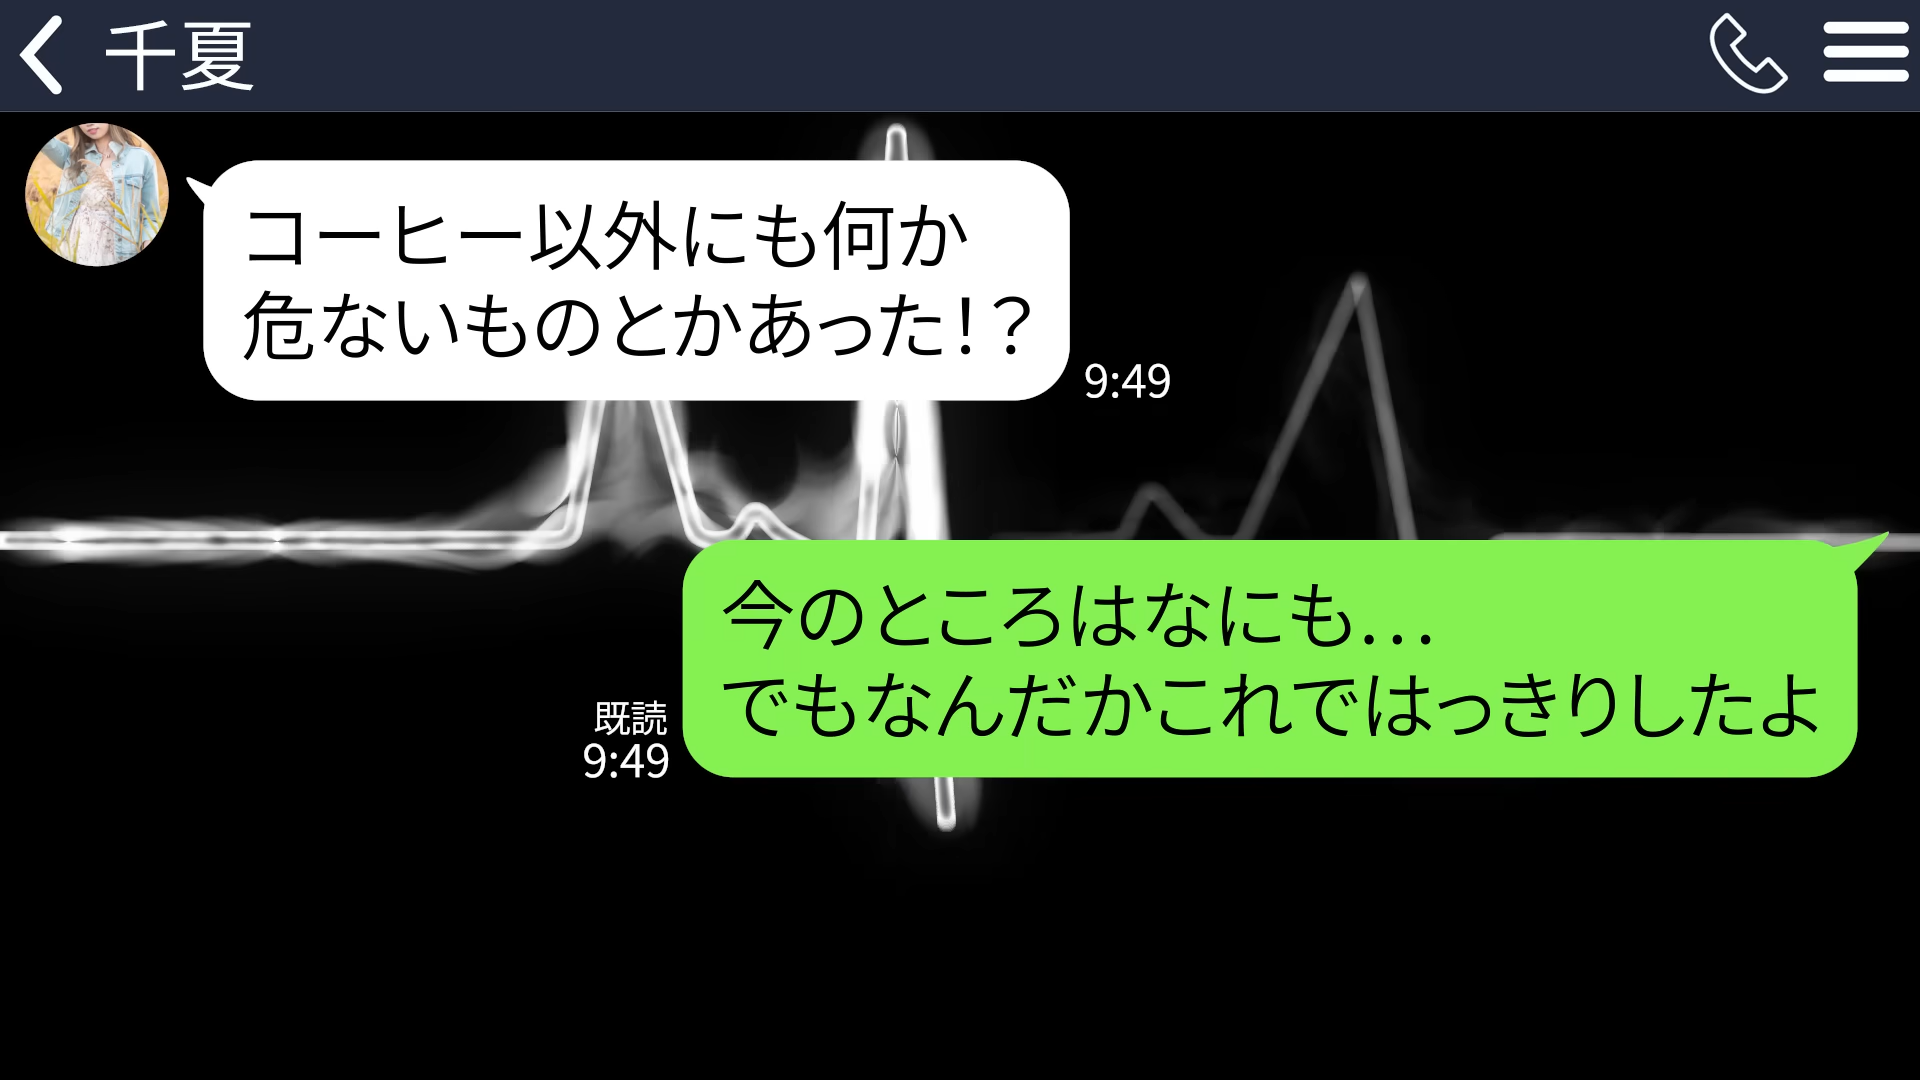 千夏
コーヒー以外にも何か
危ないものとかあった！？
9:49
今のところはなにも…
でもなんだかこれではっきりしたよ
既読
9:49